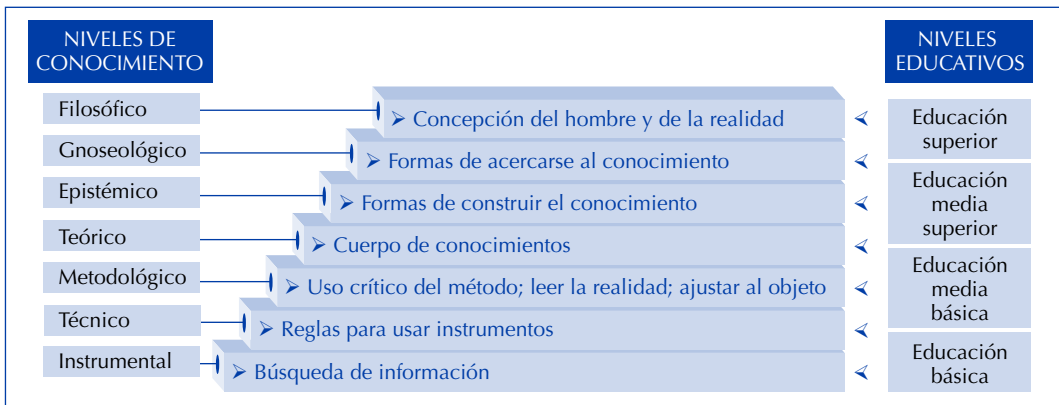 NIVELES DE
CONOCIMIENTO
NIVELES
EDUCATIVOS
Filosófico
➢ Concepción del hombre y de la realidad
Gnoseológico
➢ Formas de acercarse al conocimiento
Epistémico
➢ Formas de construir el conocimiento
Teórico
➢ Cuerpo de conocimientos
Metodológico
➢ Uso crítico del método; leer la realidad; ajustar al objeto
Técnico
➢ Reglas para usar instrumentos
Instrumental
➢ Búsqueda de información
Educación
superior
Educación
media
superior
Educación
media
básica
Educación
básica